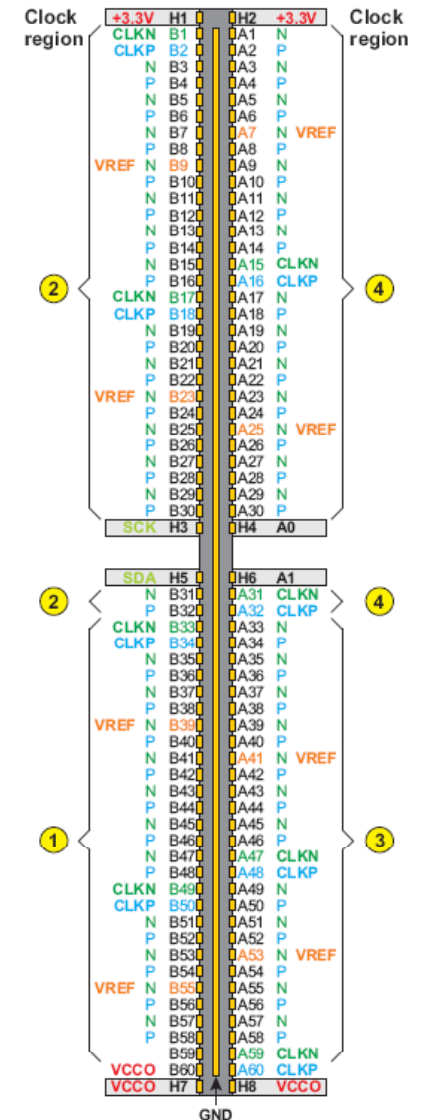 Clock region +3.3V H1 H2 +3.3V Clock region
CLKN B1 A1 N
CLKP B2 A2 P
N B3 A3 N
P B4 A4 P
N B5 A5 N
P B6 A6 P
N B7 A7 N VREF
P B8 A8 P
VREF N B9 A9 N
P B10 A10 P
N B11 A11 N
P B12 A12 P
N B13 A13 N
P B14 A14 P
N B15 A15 CLKN
P B16 A16 CLKP
2 4
CLKN B17 A17 N
CLKP B18 A18 P
N B19 A19 N
P B20 A20 P
N B21 A21 N
P B22 A22 P
VREF N B23 A23 N
P B24 A24 P
N B25 A25 N VREF
P B26 A26 P
N B27 A27 N
P B28 A28 P
N B29 A29 N
P B30 A30 P
SCK H3 H4 A0
SDA H5 H6 A1
N B31 A31 CLKN
2 4
P B32 A32 CLKP
CLKN B33 A33 N
CLKP B34 A34 P
N B35 A35 N
P B36 A36 P
N B37 A37 N
P B38 A38 P
VREF N B39 A39 N
P B40 A40 P
N B41 A41 N VREF
P B42 A42 P
N B43 A43 N
P B44 A44 P
N B45 A45 N
P B46 A46 P
1 3
N B47 A47 CLKN
P B48 A48 CLKP
CLKN B49 A49 N
CLKP B50 A50 P
N B51 A51 N
P B52 A52 P
N B53 A53 N VREF
P B54 A54 P
VREF N B55 A55 N
P B56 A56 P
N B57 A57 N
P B58 A58 P
B59 A59 CLKN
VCCO B60 A60 CLKP
VCCO H7 H8 VCCO
GND